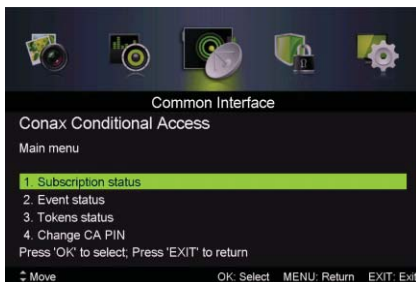 Common Interface
Conax Conditional Access
Main menu
1. Subscription status
2. Event status
3. Tokens status
4. Change CA PIN
Press 'OK' to select; Press 'EXIT' to return
Move OK: Select MENU: Return EXIT: Exit